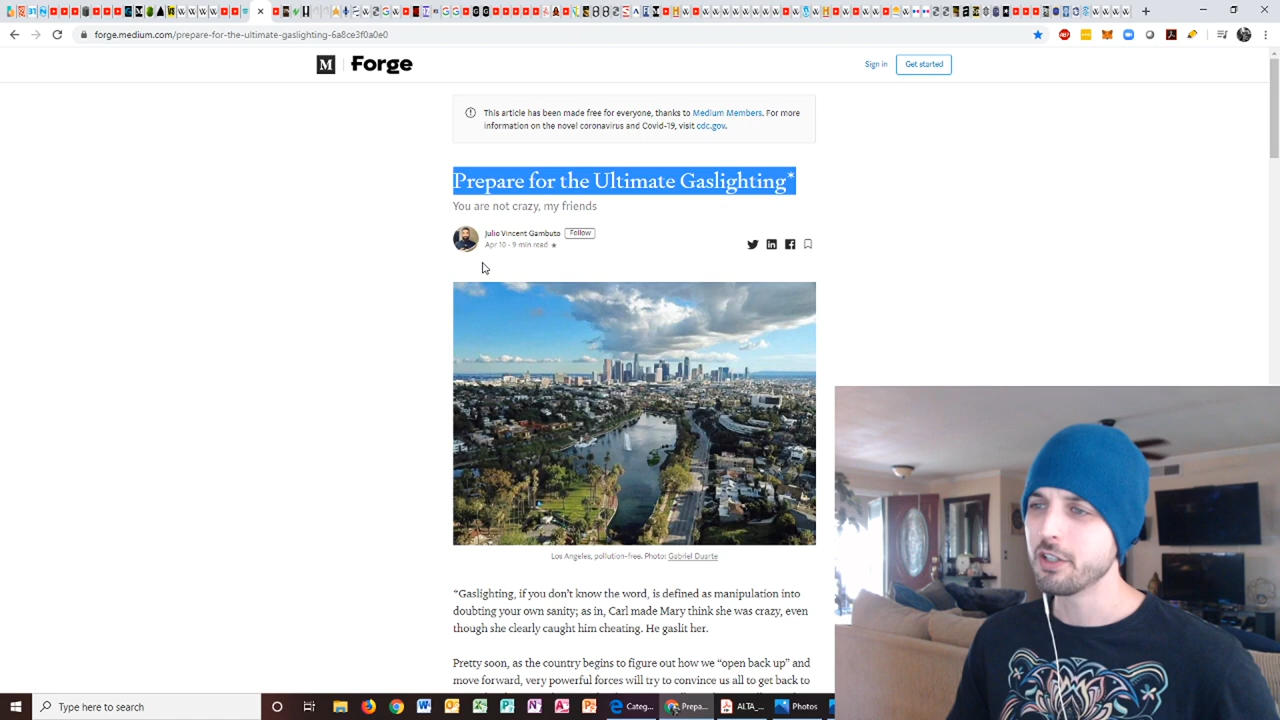 forge.medium.com/prepare-for-the-ultimate-gaslighting-6a8ce3f0a0e0
M Forge
Sign in
Get started
This article has been made free for everyone, thanks to Medium Members. For more
information on the novel coronavirus and Covid-19, visit cdc.gov.
Prepare for the Ultimate Gaslighting*
You are not crazy, my friends
Julio Vincent Gambuto Follow
Apr 10 · 9 min read ★
Los Angeles, pollution-free. Photo: Gabriel Duarte
“Gaslighting, if you don’t know the word, is defined as manipulation into
doubting your own sanity; as in, Carl made Mary think she was crazy, even
though she clearly caught him cheating. He gaslit her.
Pretty soon, as the country begins to figure out how we “open back up” and
move forward, very powerful forces will try to convince us all to get back to
Type here to search
Categ...
Prepa...
ALTA_...
Photos